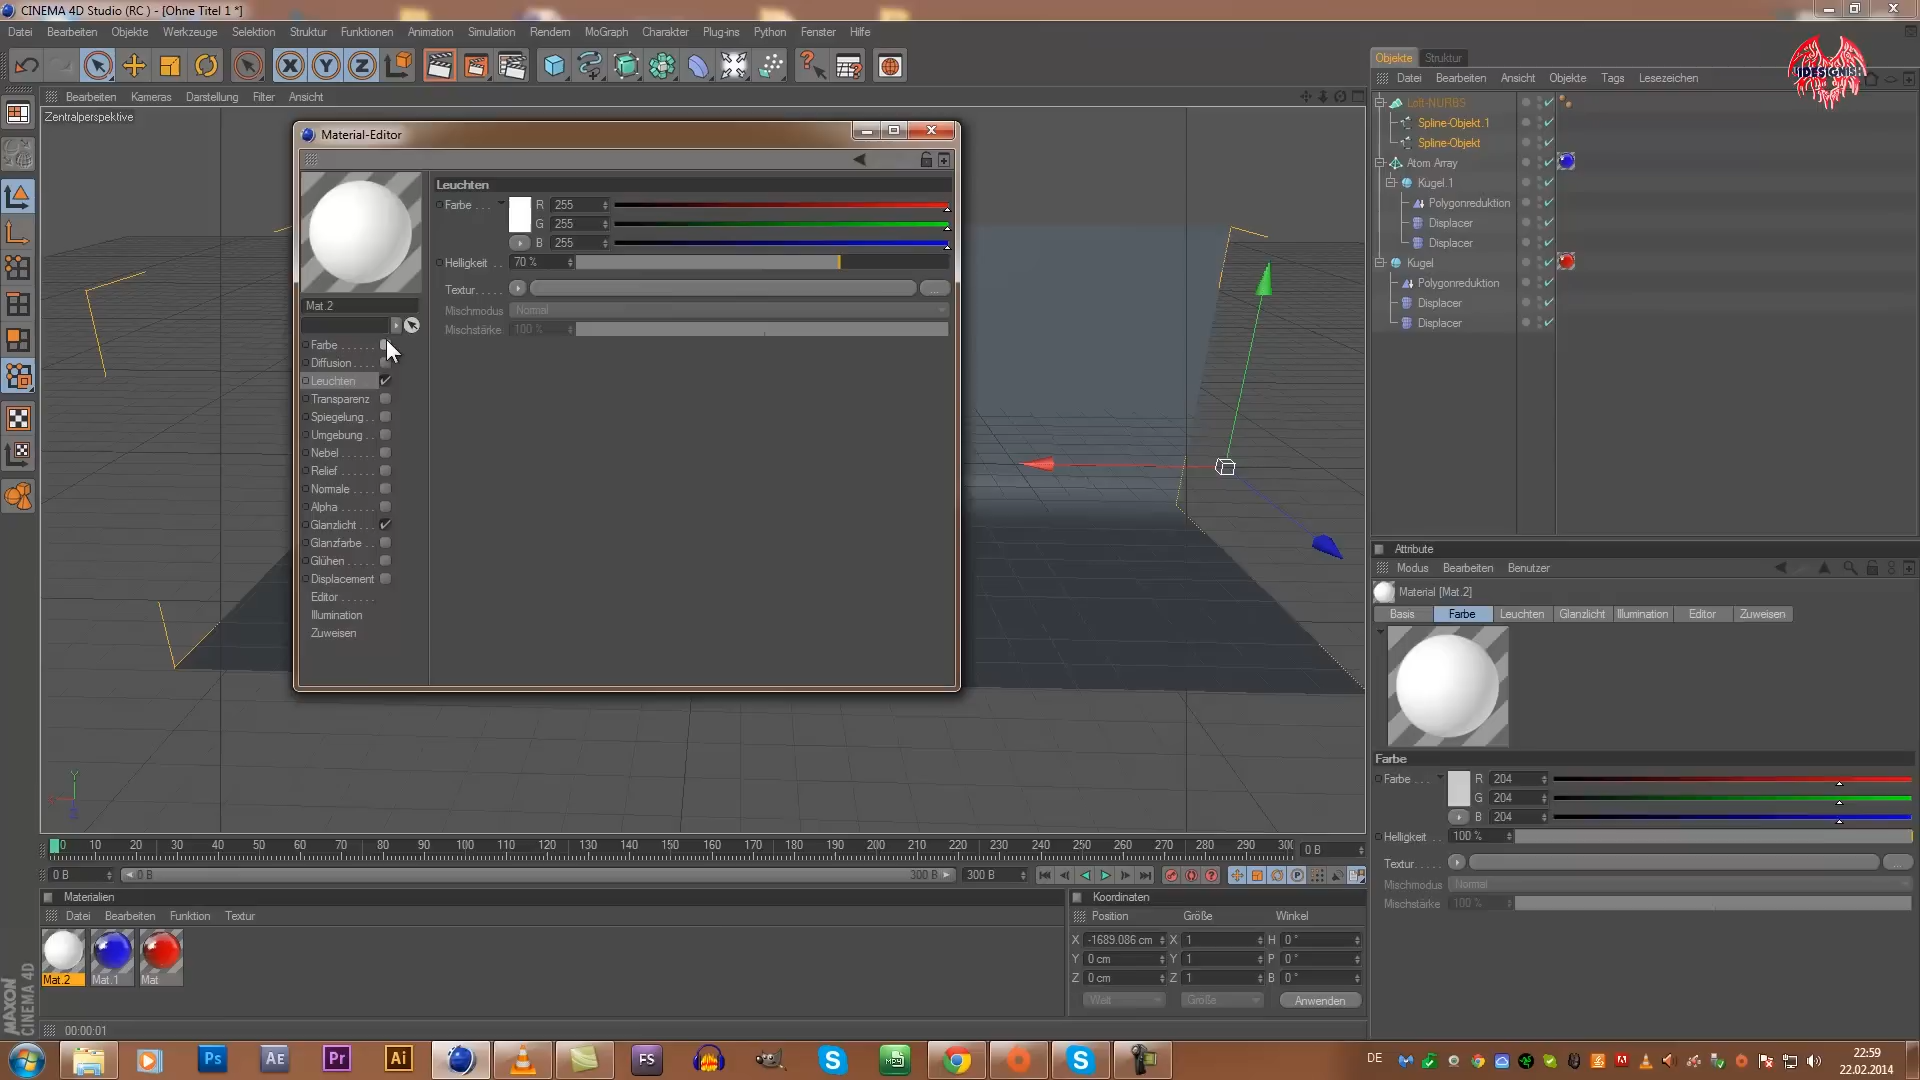 CINEMA 4D Studio (RC ) - [Ohne Titel 1 *]
Datei Bearbeiten Objekte Werkzeuge Selektion Struktur Funktionen Animation Simulation Rendern MoGraph Charakter Plug-ins Python Fenster Hilfe
X Y Z
Bearbeiten Kameras Darstellung Filter Ansicht
Zentralperspektive
Material-Editor
Leuchten
Farbe . . . R 255
G 255
B 255
Helligkeit . . 70 %
Textur. . . . .
Mischmodus Normal
Mischstärke 100 %
Mat.2
Farbe . . . . . .
Diffusion . . . .
Leuchten
Transparenz
Spiegelung . .
Umgebung . .
Nebel . . . . . .
Relief . . . . . .
Normale . . . .
Alpha . . . . . .
Glanzlicht . . .
Glanzfarbe . .
Glühen . . . . .
Displacement
Editor . . . . . .
Illumination
Zuweisen
Y
Objekte Struktur
Datei Bearbeiten Ansicht Objekte Tags Lesezeichen
IDESIGNISH
Loft-NURBS
Spline-Objekt.1
Spline-Objekt
Atom Array
Kugel.1
Polygonreduktion
Displacer
Displacer
Kugel
Polygonreduktion
Displacer
Displacer
Attribute
Modus Bearbeiten Benutzer
Material [Mat.2]
Basis Farbe Leuchten Glanzlicht Illumination Editor Zuweisen
Farbe
Farbe . . . R 204
G 204
B 204
Helligkeit . . 100 %
Textur. . . . .
Mischmodus Normal
Mischstärke 100 %
0 10 20 30 40 50 60 70 80 90 100 110 120 130 140 150 160 170 180 190 200 210 220 230 240 250 260 270 280 290 300 0 B
0 B 0 B 300 B 300 B
Materialien
Datei Bearbeiten Funktion Textur
Mat.2 Mat.1 Mat
Koordinaten
Position Größe Winkel
X -1689.086 cm X 1 H 0 °
Y 0 cm Y 1 P 0 °
Z 0 cm Z 1 B 0 °
Welt Größe Anwenden
MAXON
CINEMA 4D
00:00:01
Ps AE Pr Ai FS MP4
DE
22:59
22.02.2014